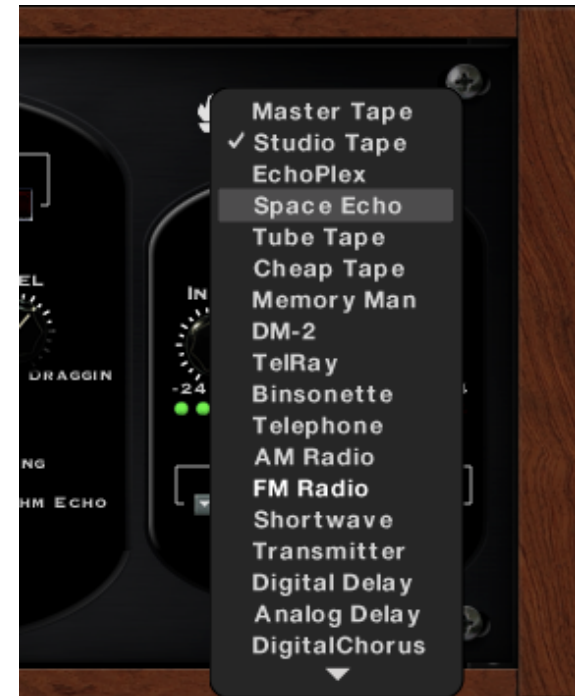 Master Tape
✓ Studio Tape
EchoPlex
Space Echo
Tube Tape
Cheap Tape
Memory Man
DM-2
TelRay
Binsonette
Telephone
AM Radio
FM Radio
Shortwave
Transmitter
Digital Delay
Analog Delay
DigitalChorus
IN
DRAGGIN
-24
HM ECHO